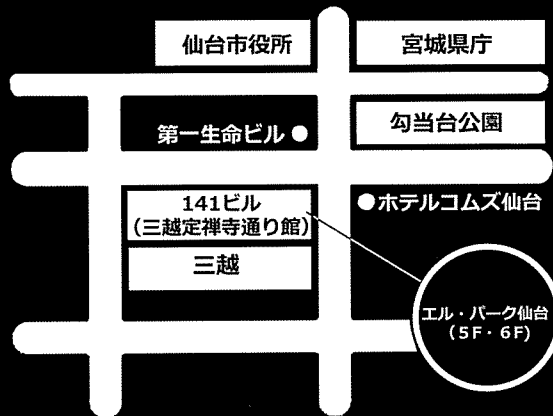 仙台市役所
宮城県庁
第一生命ビル
勾当台公園
141ビル
（三越定禅寺通り館）
ホテルコムズ仙台
三越
エル・パーク仙台
（5F・6F）